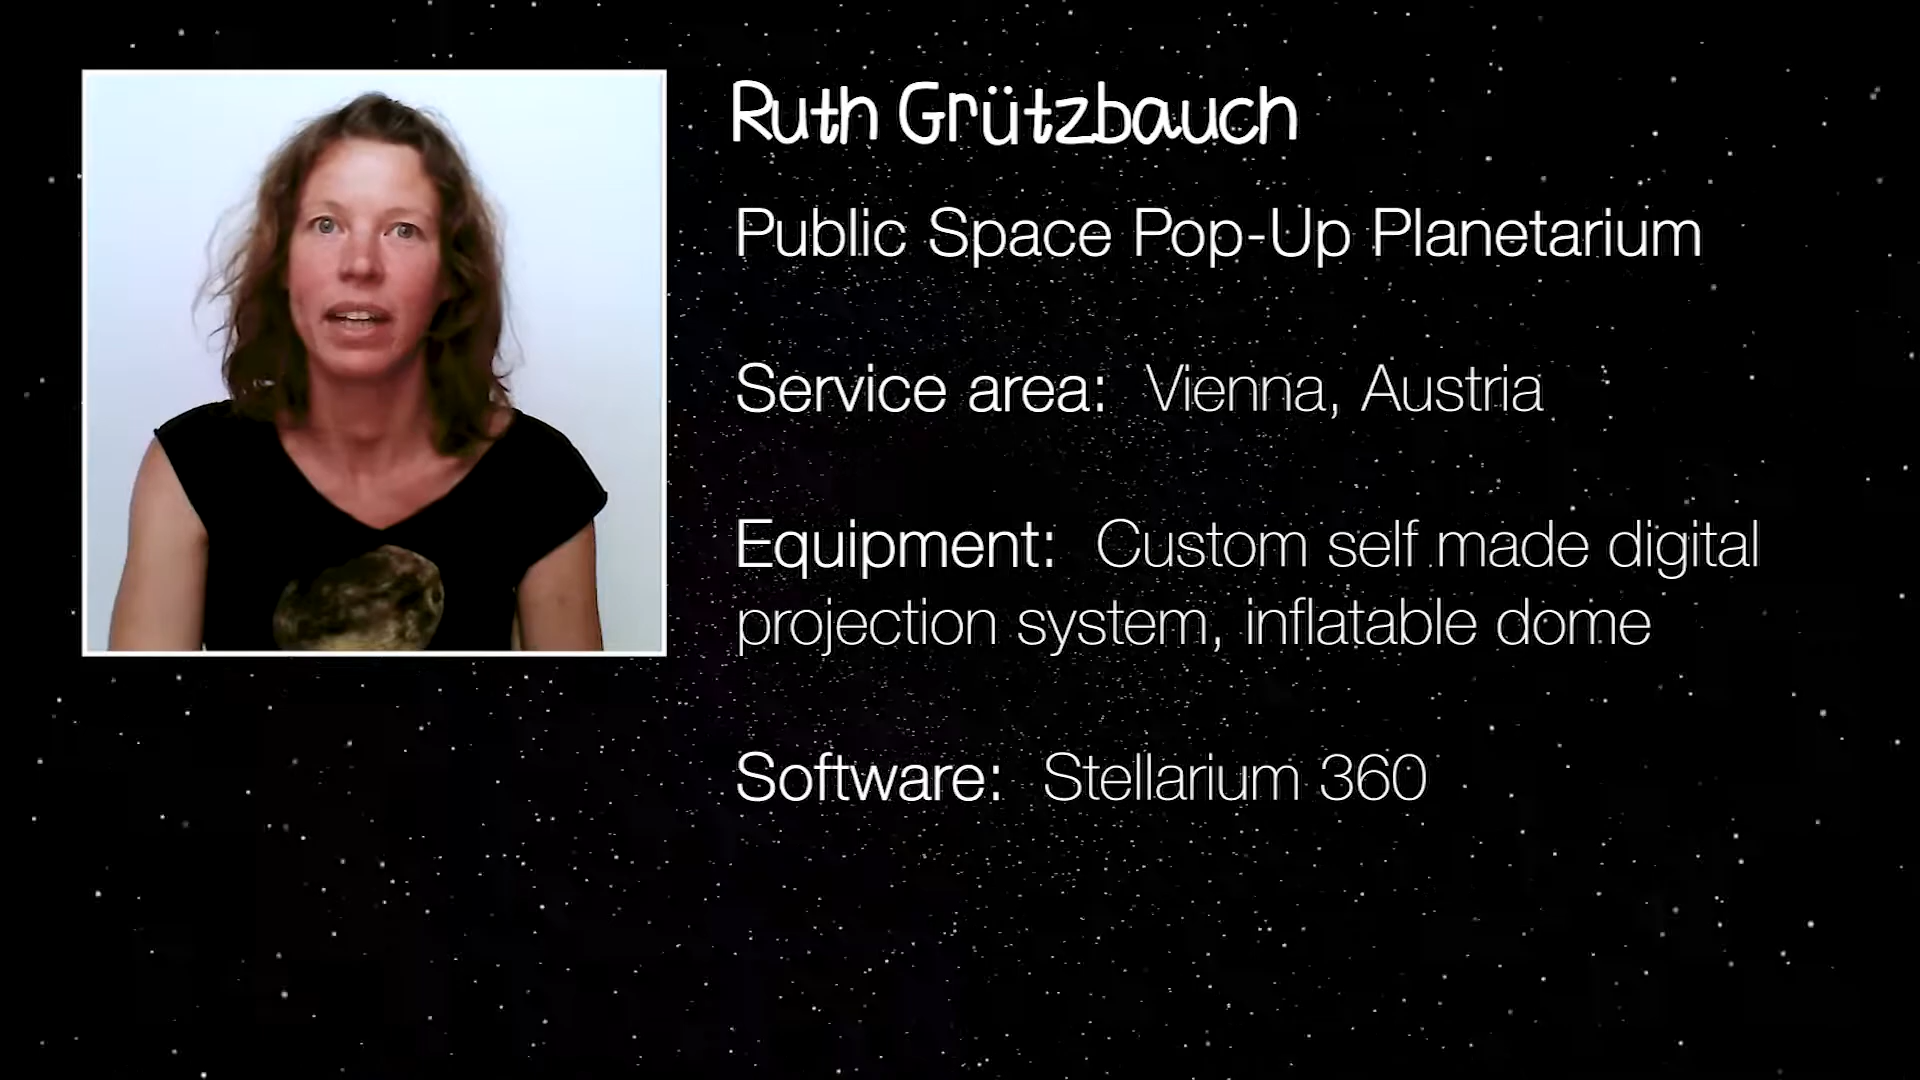 Ruth Grützbauch
Public Space Pop-Up Planetarium
Service area: Vienna, Austria
Equipment: Custom self made digital
projection system, inflatable dome
Software: Stellarium 360